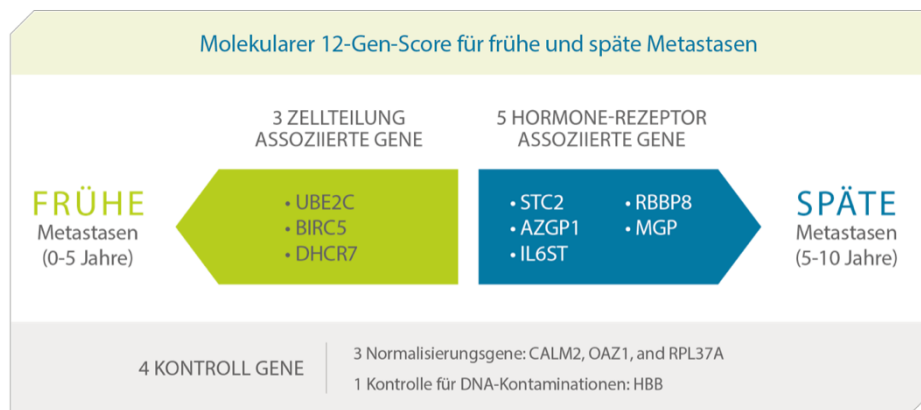 Molekularer 12-Gen-Score für frühe und späte Metastasen
3 ZELLTEILUNG
ASSOZIIERTE GENE
5 HORMONE-REZEPTOR
ASSOZIIERTE GENE
FRÜHE
Metastasen
(0-5 Jahre)
• UBE2C
• BIRC5
• DHCR7
• STC2
• AZGP1
• IL6ST
• RBBP8
• MGP
SPÄTE
Metastasen
(5-10 Jahre)
4 KONTROLL GENE
3 Normalisierungsgene: CALM2, OAZ1, and RPL37A
1 Kontrolle für DNA-Kontaminationen: HBB